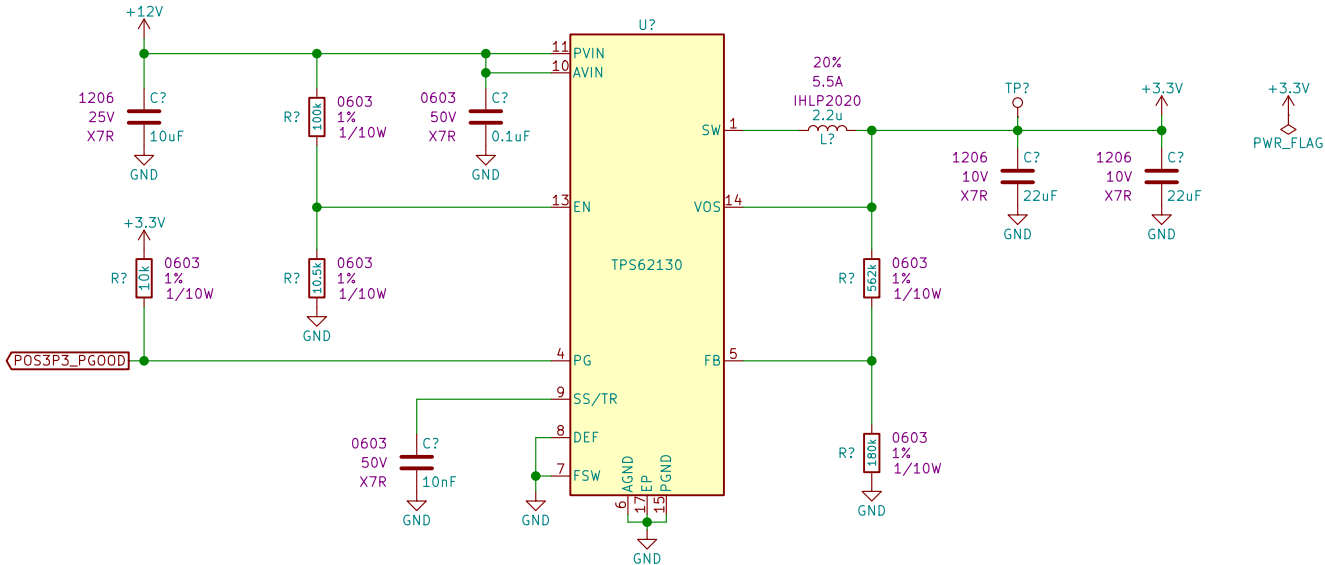 +12V
U?
11
PVIN
10
AVIN
1206
25V
X7R
C?
10uF
GND
R?
100k
0603
1%
1/10W
0603
50V
X7R
C?
0.1uF
GND
20%
5.5A
IHLP2020
2.2u
L?
SW
1
TP?
+3.3V
+3.3V
PWR_FLAG
1206
10V
X7R
C?
22uF
GND
1206
10V
X7R
C?
22uF
GND
13
EN
VOS
14
+3.3V
R?
10k
0603
1%
1/10W
R?
10.5k
0603
1%
1/10W
GND
TPS62130
R?
562k
0603
1%
1/10W
POS3P3_PGOOD
4
PG
FB
5
9
SS/TR
8
DEF
7
FSW
0603
50V
X7R
C?
10nF
GND
GND
AGND
EP
PGND
6
17
15
GND
R?
180k
0603
1%
1/10W
GND